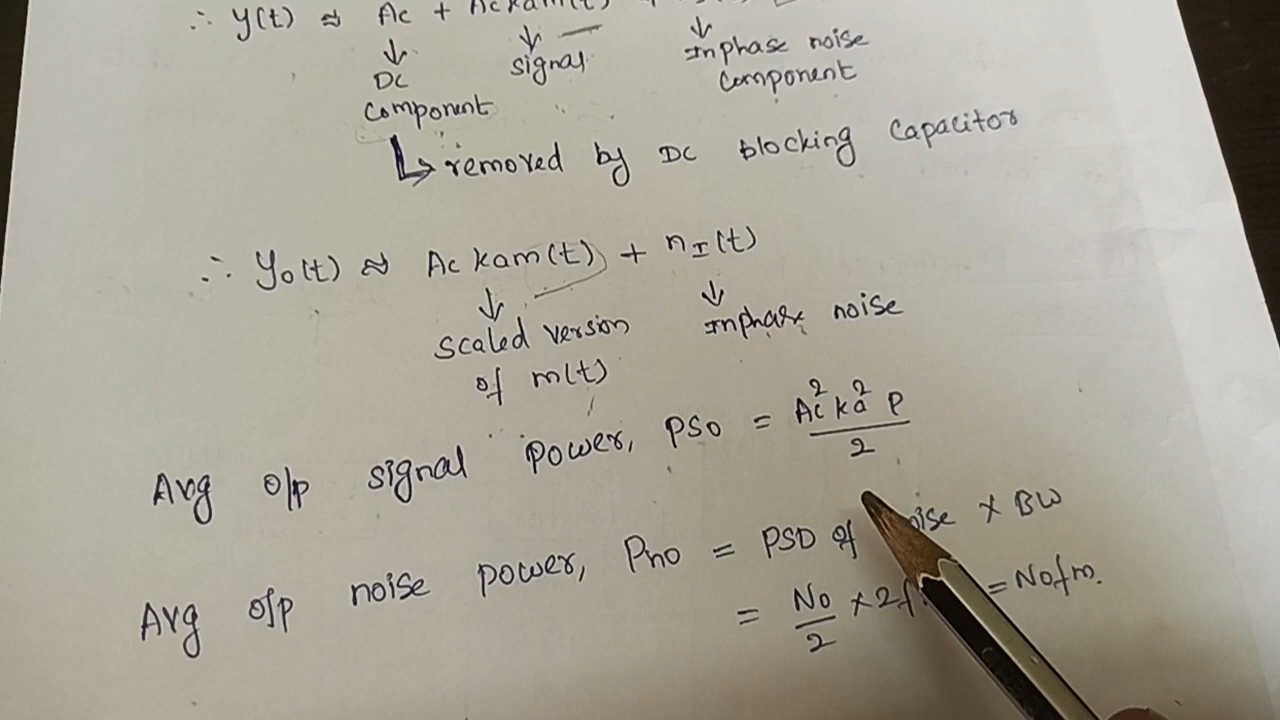 ∴ y(t) ≈ Ac + Ackam(t) +
↓ ↓ ↓
DC component signal Inphase noise component
↳ removed by DC blocking capacitor
∴ yo(t) ≈ Ac kam(t) + nI(t)
↓ ↓
scaled version of m(t) Inphase noise
Avg o/p signal power, PSO = Ac² ka² P / 2
Avg o/p noise power, Pno = PSD of × BW
= No/2 × 2f = Nofm.